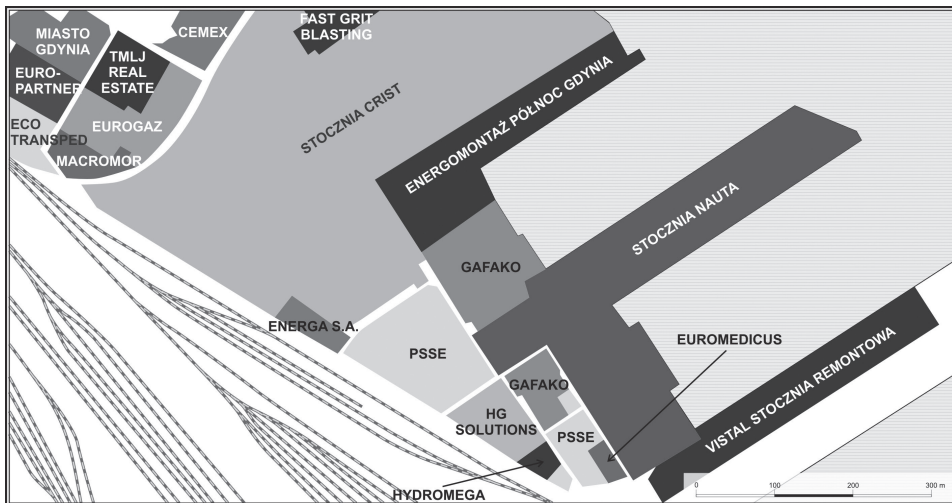 MIASTO
GDYNIA
CEMEX
FAST GRIT
BLASTING
TMLJ
REAL
ESTATE
EURO-
PARTNER
ECO
TRANSPED
EUROGAZ
MACROMOR
STOCZNIA CRIST
ENERGOMONTAŻ PÓŁNOC GDYNIA
STOCZNIA NAUTA
GAFAKO
ENERGA S.A.
PSSE
EUROMEDICUS
GAFAKO
HG
SOLUTIONS
PSSE
VISTAL STOCZNIA REMONTOWA
HYDROMEGA
0 100 200 300 m